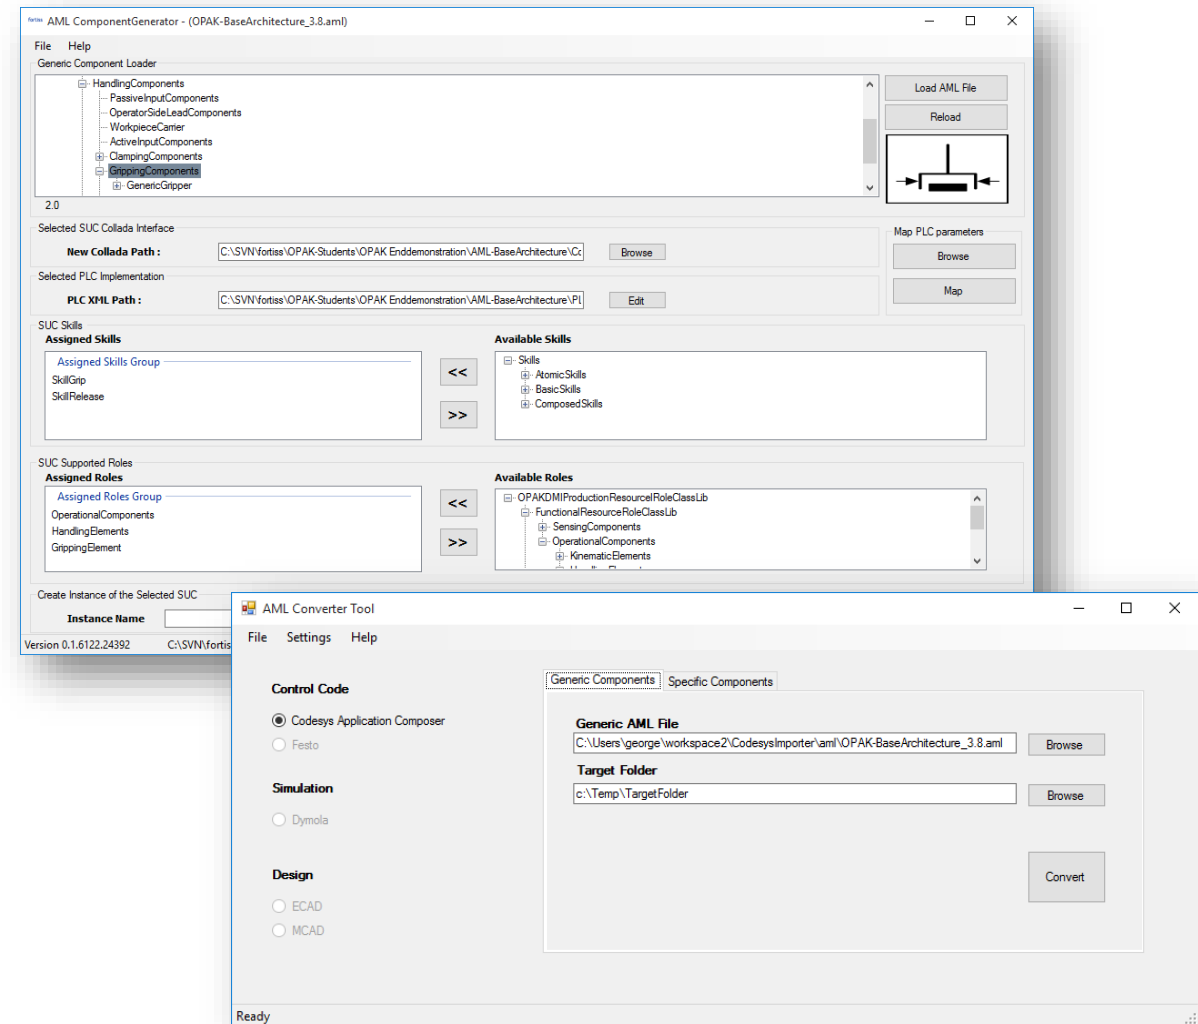 fortiss AML ComponentGenerator - (OPAK-BaseArchitecture_3.8.aml)
File Help
Generic Component Loader
HandlingComponents
PassiveInputComponents
OperatorSideLeadComponents
WorkpieceCarrier
ActiveInputComponents
ClampingComponents
GrippingComponents
GenericGripper
2.0
Load AML File
Reload
Selected SUC Collada Interface
New Collada Path :
C:\SVN\fortiss\OPAK-Students\OPAK Enddemonstration\AML-BaseArchitecture\Cc
Browse
Selected PLC Implementation
PLC XML Path :
C:\SVN\fortiss\OPAK-Students\OPAK Enddemonstration\AML-BaseArchitecture\PL
Edit
Map PLC parameters
Browse
Map
SUC Skills
Assigned Skills
Assigned Skills Group
SkillGrip
SkillRelease
<<
>>
Available Skills
Skills
AtomicSkills
BasicSkills
ComposedSkills
SUC Supported Roles
Assigned Roles
Assigned Roles Group
OperationalComponents
HandlingElements
GrippingElement
<<
>>
Available Roles
OPAKDMIProductionResourcelRoleClassLib
FunctionalResourceRoleClassLib
SensingComponents
OperationalComponents
KinematicElements
Create Instance of the Selected SUC
Instance Name
Version 0.1.6122.24392 C:\SVN\fortis
AML Converter Tool
File Settings Help
Control Code
Codesys Application Composer
Festo
Simulation
Dymola
Design
ECAD
MCAD
Generic Components Specific Components
Generic AML File
C:\Users\george\workspace2\CodesysImporter\aml\OPAK-BaseArchitecture_3.8.aml
Browse
Target Folder
c:\Temp\TargetFolder
Browse
Convert
Ready